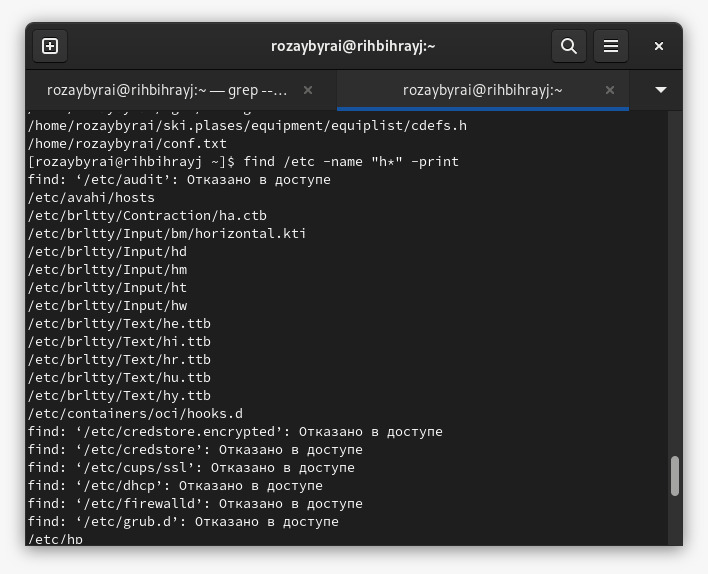 rozaybyrai@rihbihrayj:~
rozaybyrai@rihbihrayj:~ — grep --...
rozaybyrai@rihbihrayj:~
/home/rozaybyrai/ski.plases/equipment/equiplist/cdefs.h
/home/rozaybyrai/conf.txt
[rozaybyrai@rihbihrayj ~]$ find /etc -name "h*" -print
find: ‘/etc/audit’: Отказано в доступе
/etc/avahi/hosts
/etc/brltty/Contraction/ha.ctb
/etc/brltty/Input/bm/horizontal.kti
/etc/brltty/Input/hd
/etc/brltty/Input/hm
/etc/brltty/Input/ht
/etc/brltty/Input/hw
/etc/brltty/Text/he.ttb
/etc/brltty/Text/hi.ttb
/etc/brltty/Text/hr.ttb
/etc/brltty/Text/hu.ttb
/etc/brltty/Text/hy.ttb
/etc/containers/oci/hooks.d
find: ‘/etc/credstore.encrypted’: Отказано в доступе
find: ‘/etc/credstore’: Отказано в доступе
find: ‘/etc/cups/ssl’: Отказано в доступе
find: ‘/etc/dhcp’: Отказано в доступе
find: ‘/etc/firewalld’: Отказано в доступе
find: ‘/etc/grub.d’: Отказано в доступе
/etc/hp